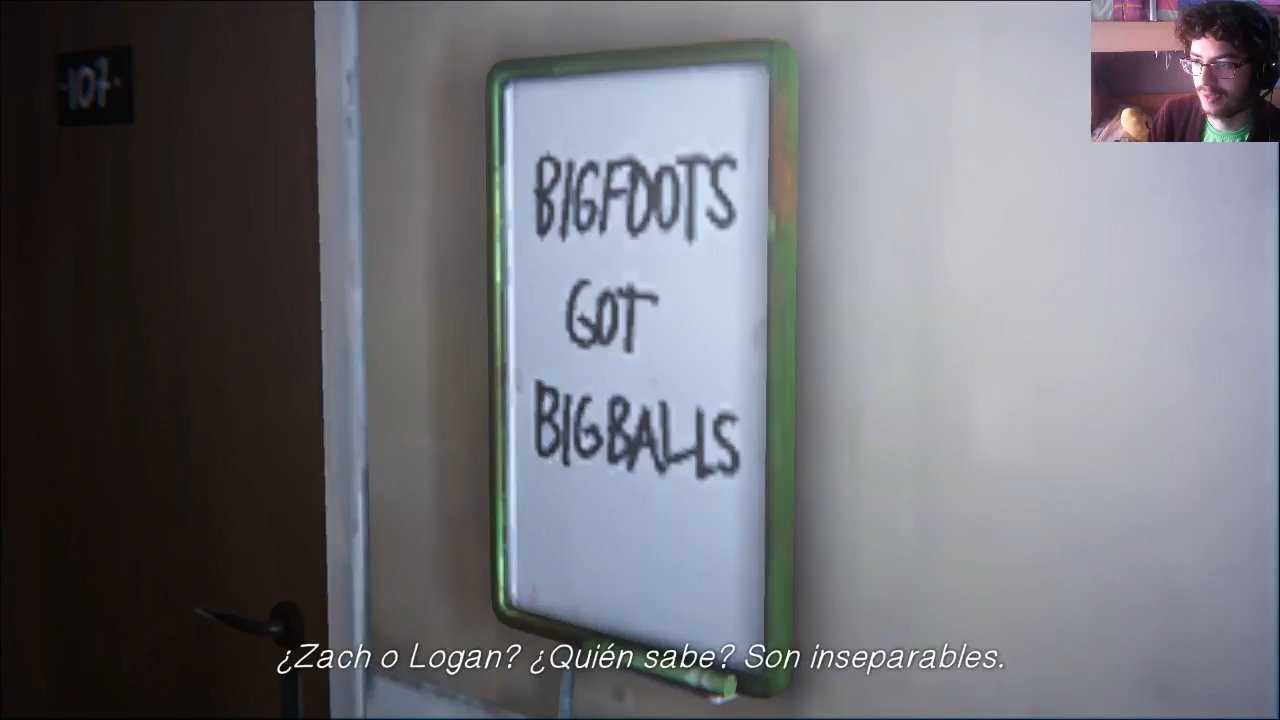 107
BIGFOOTS
GOT
BIGBALLS
¿Zach o Logan? ¿Quién sabe? Son inseparables.